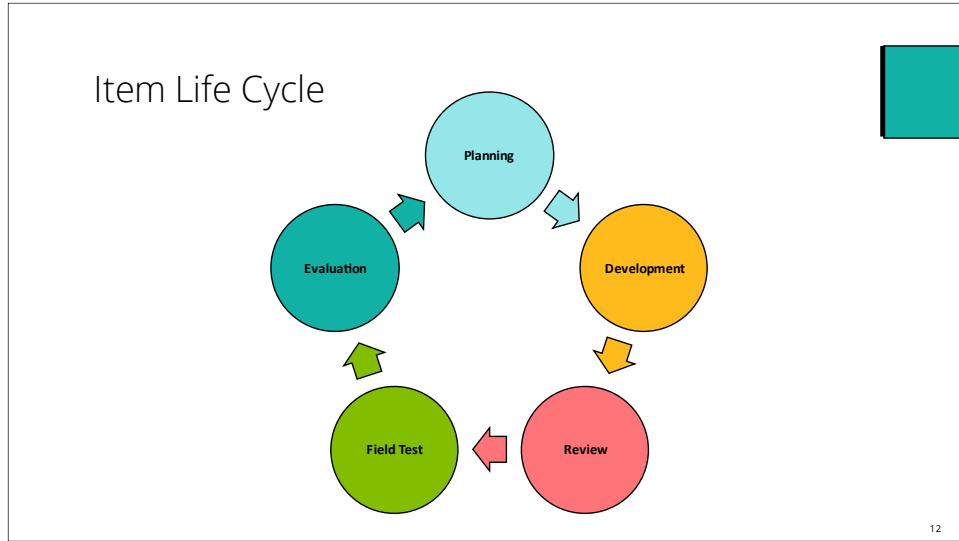 Item Life Cycle
Planning
Development
Review
Field Test
Evaluation
12